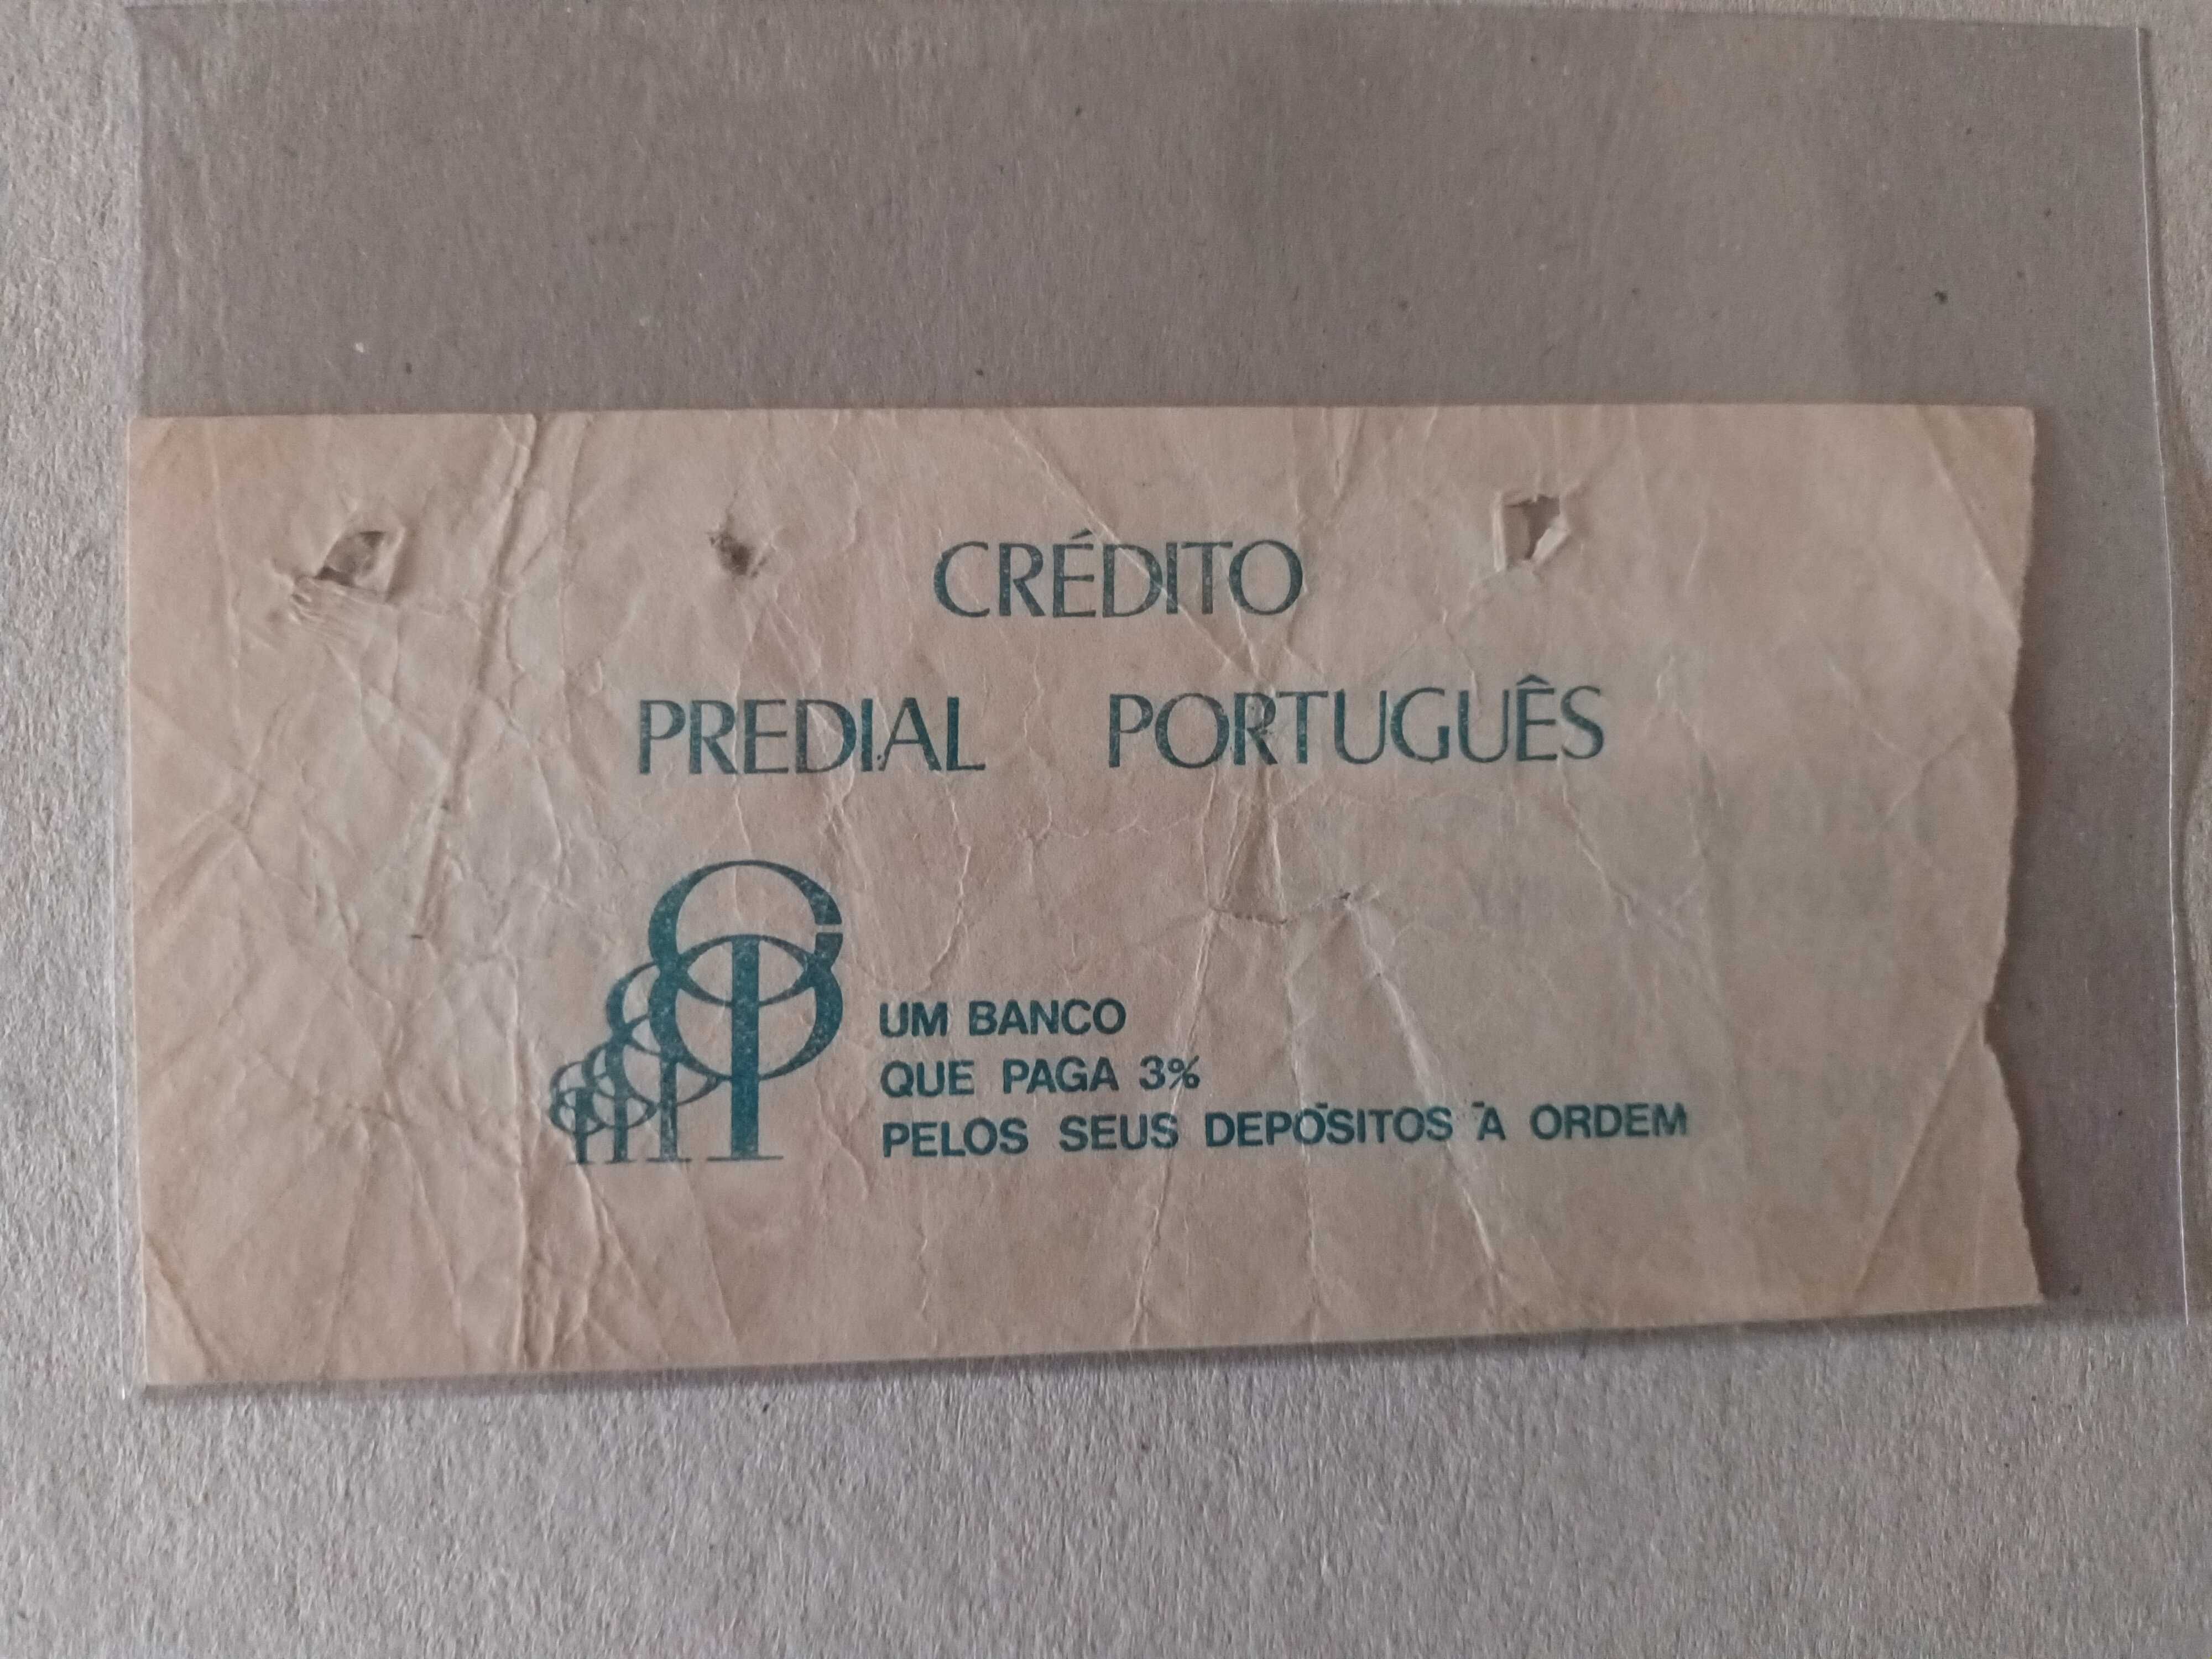 CRÉDITO
PREDIAL PORTUGUÊS
UM BANCO
QUE PAGA 3%
PELOS SEUS DEPÓSITOS À ORDEM